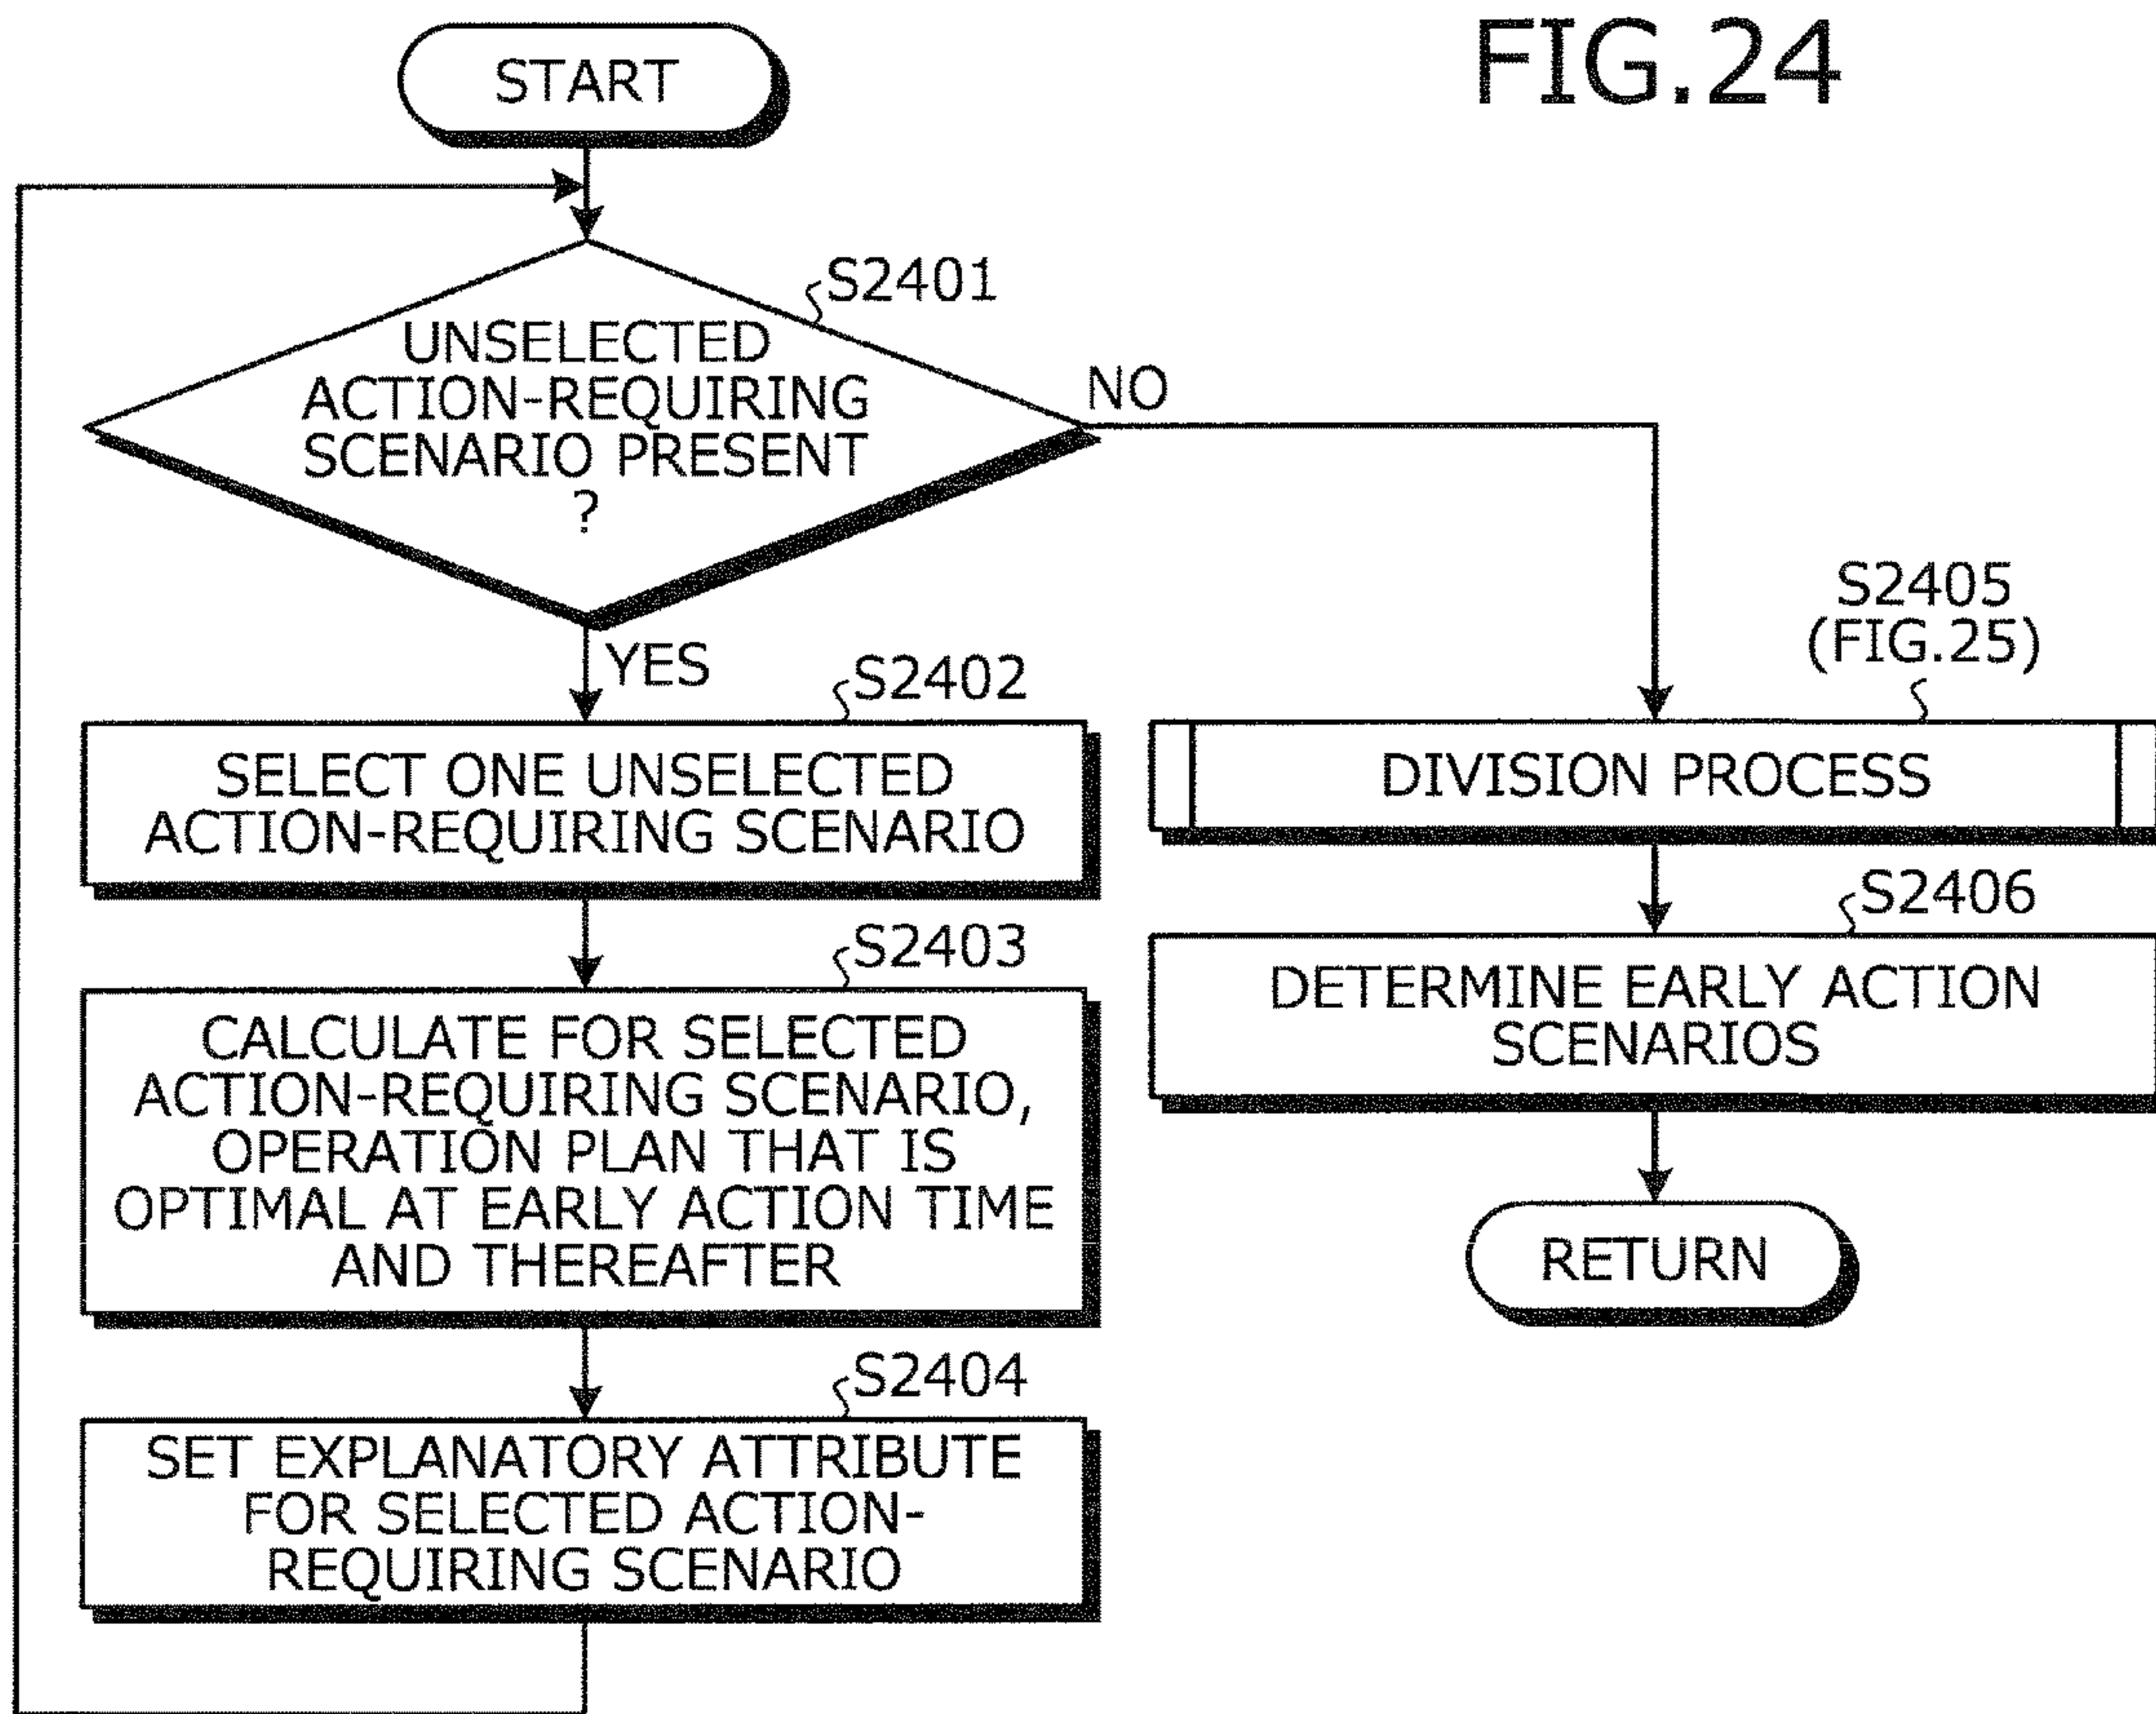 FIG.24
START
S2401
UNSELECTED
ACTION-REQUIRING
SCENARIO PRESENT
?
NO
YES
S2402
SELECT ONE UNSELECTED
ACTION-REQUIRING SCENARIO
S2403
CALCULATE FOR SELECTED
ACTION-REQUIRING SCENARIO,
OPERATION PLAN THAT IS
OPTIMAL AT EARLY ACTION TIME
AND THEREAFTER
S2404
SET EXPLANATORY ATTRIBUTE
FOR SELECTED ACTION-
REQUIRING SCENARIO
S2405
(FIG.25)
DIVISION PROCESS
S2406
DETERMINE EARLY ACTION
SCENARIOS
RETURN